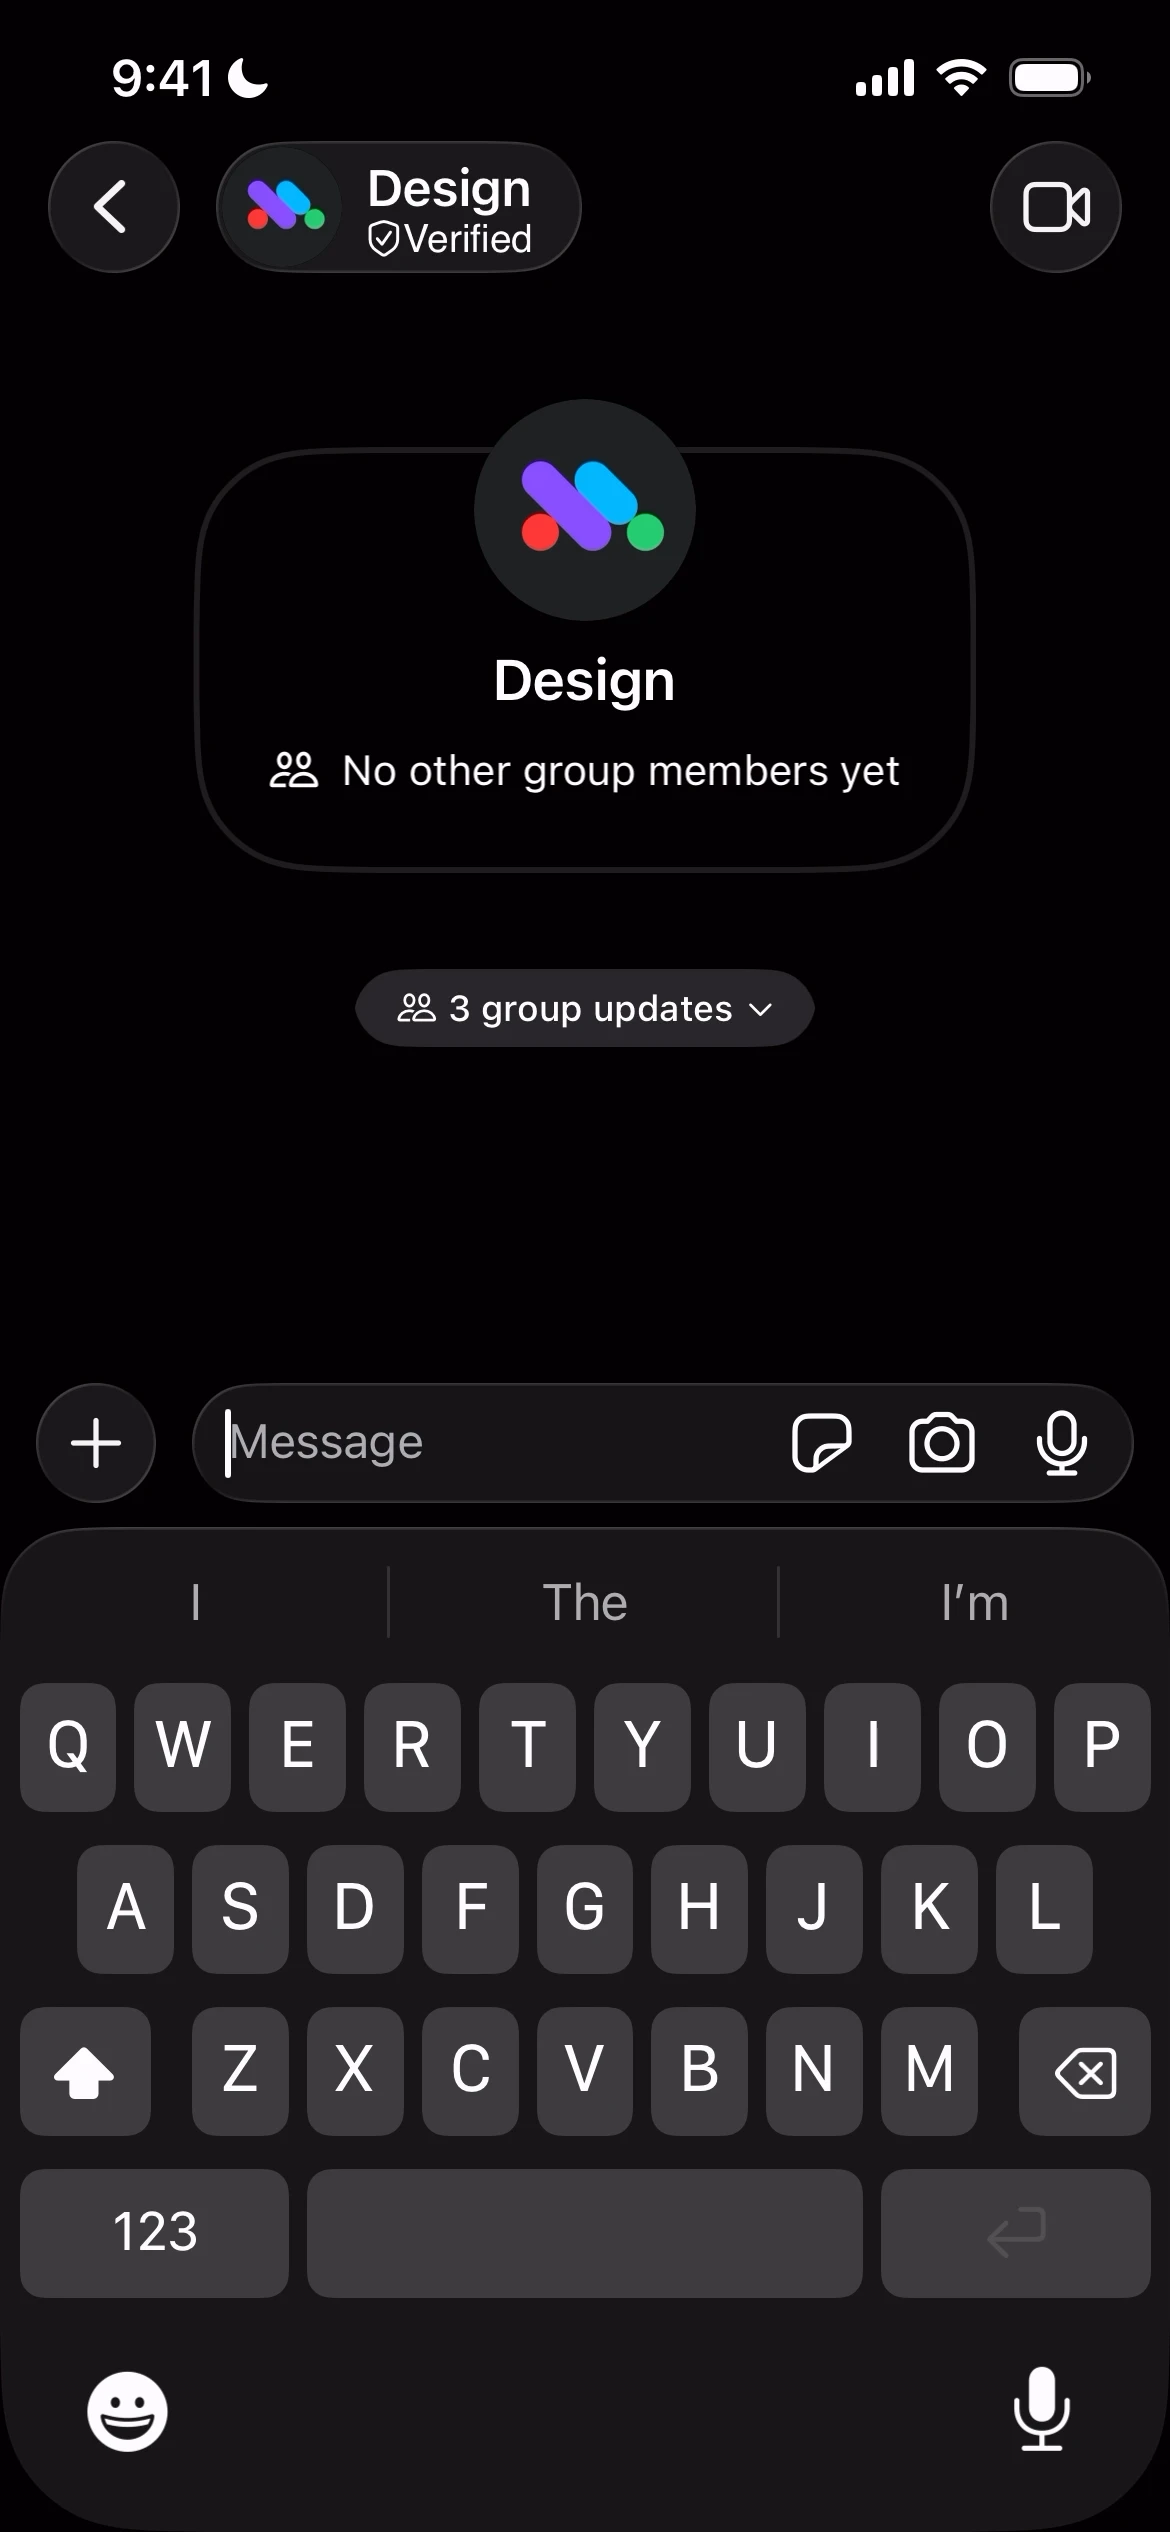 9:41
Design
Verified
Design
No other group members yet
3 group updates
Message
I The I’m
Q W E R T Y U I O P
A S D F G H J K L
Z X C V B N M
123